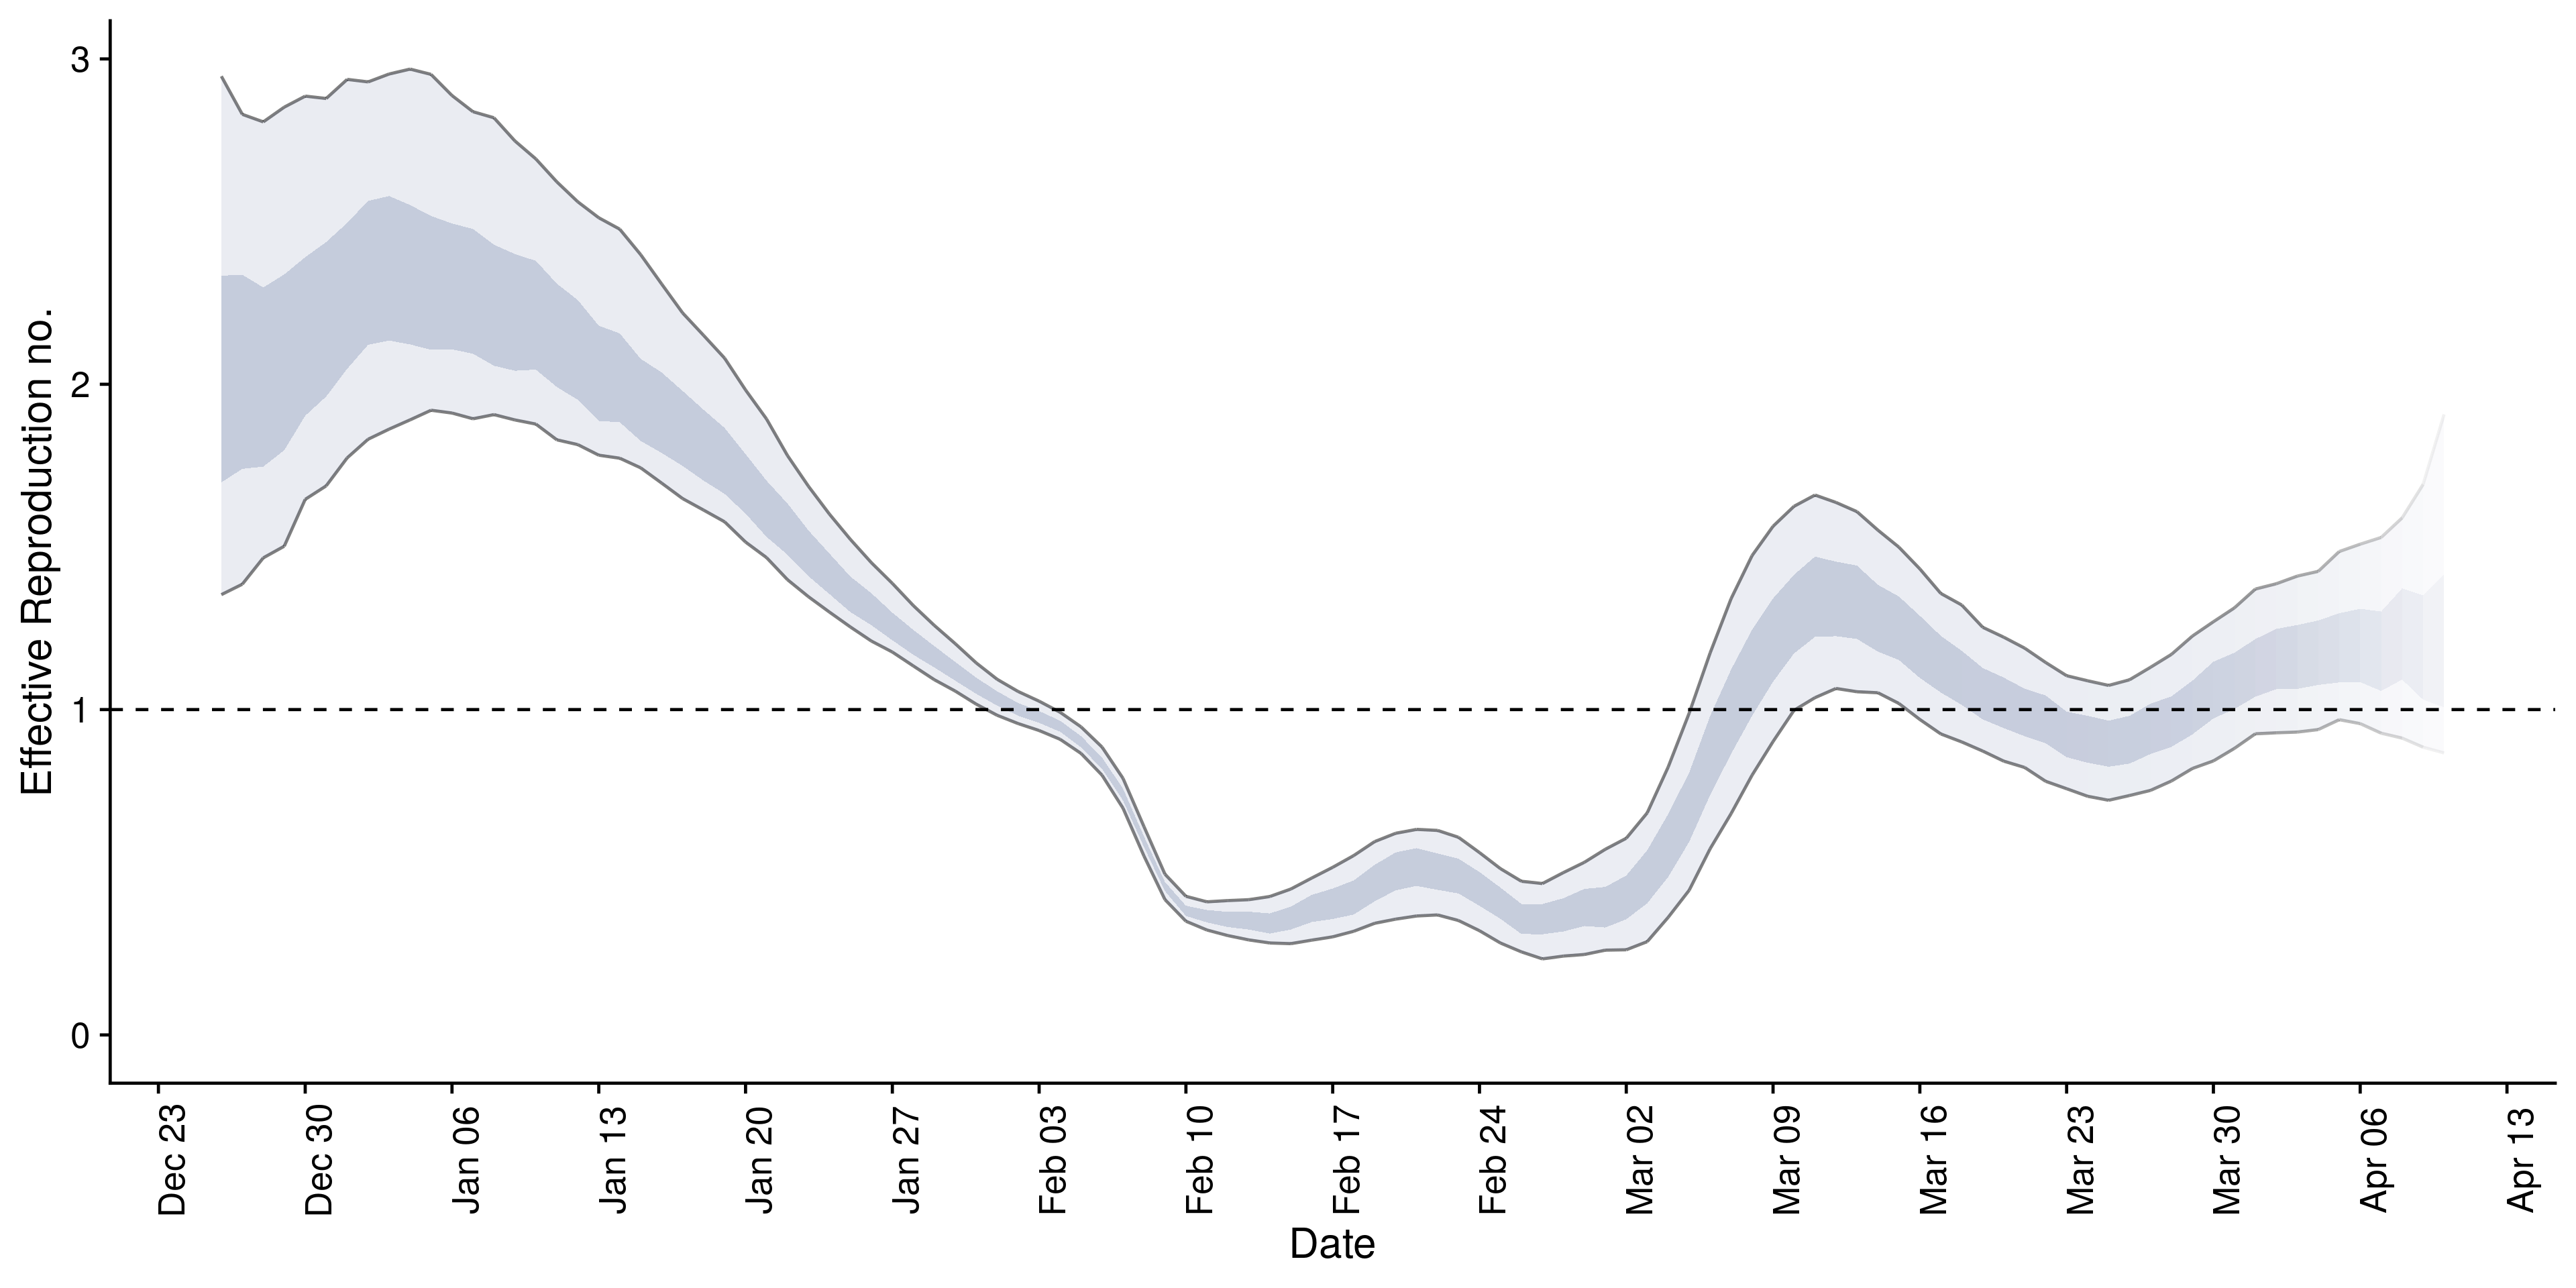 Effective Reproduction no.
3
2
1
0
Dec 23
Dec 30
Jan 06
Jan 13
Jan 20
Jan 27
Feb 03
Feb 10
Feb 17
Feb 24
Mar 02
Mar 09
Mar 16
Mar 23
Mar 30
Apr 06
Apr 13
Date